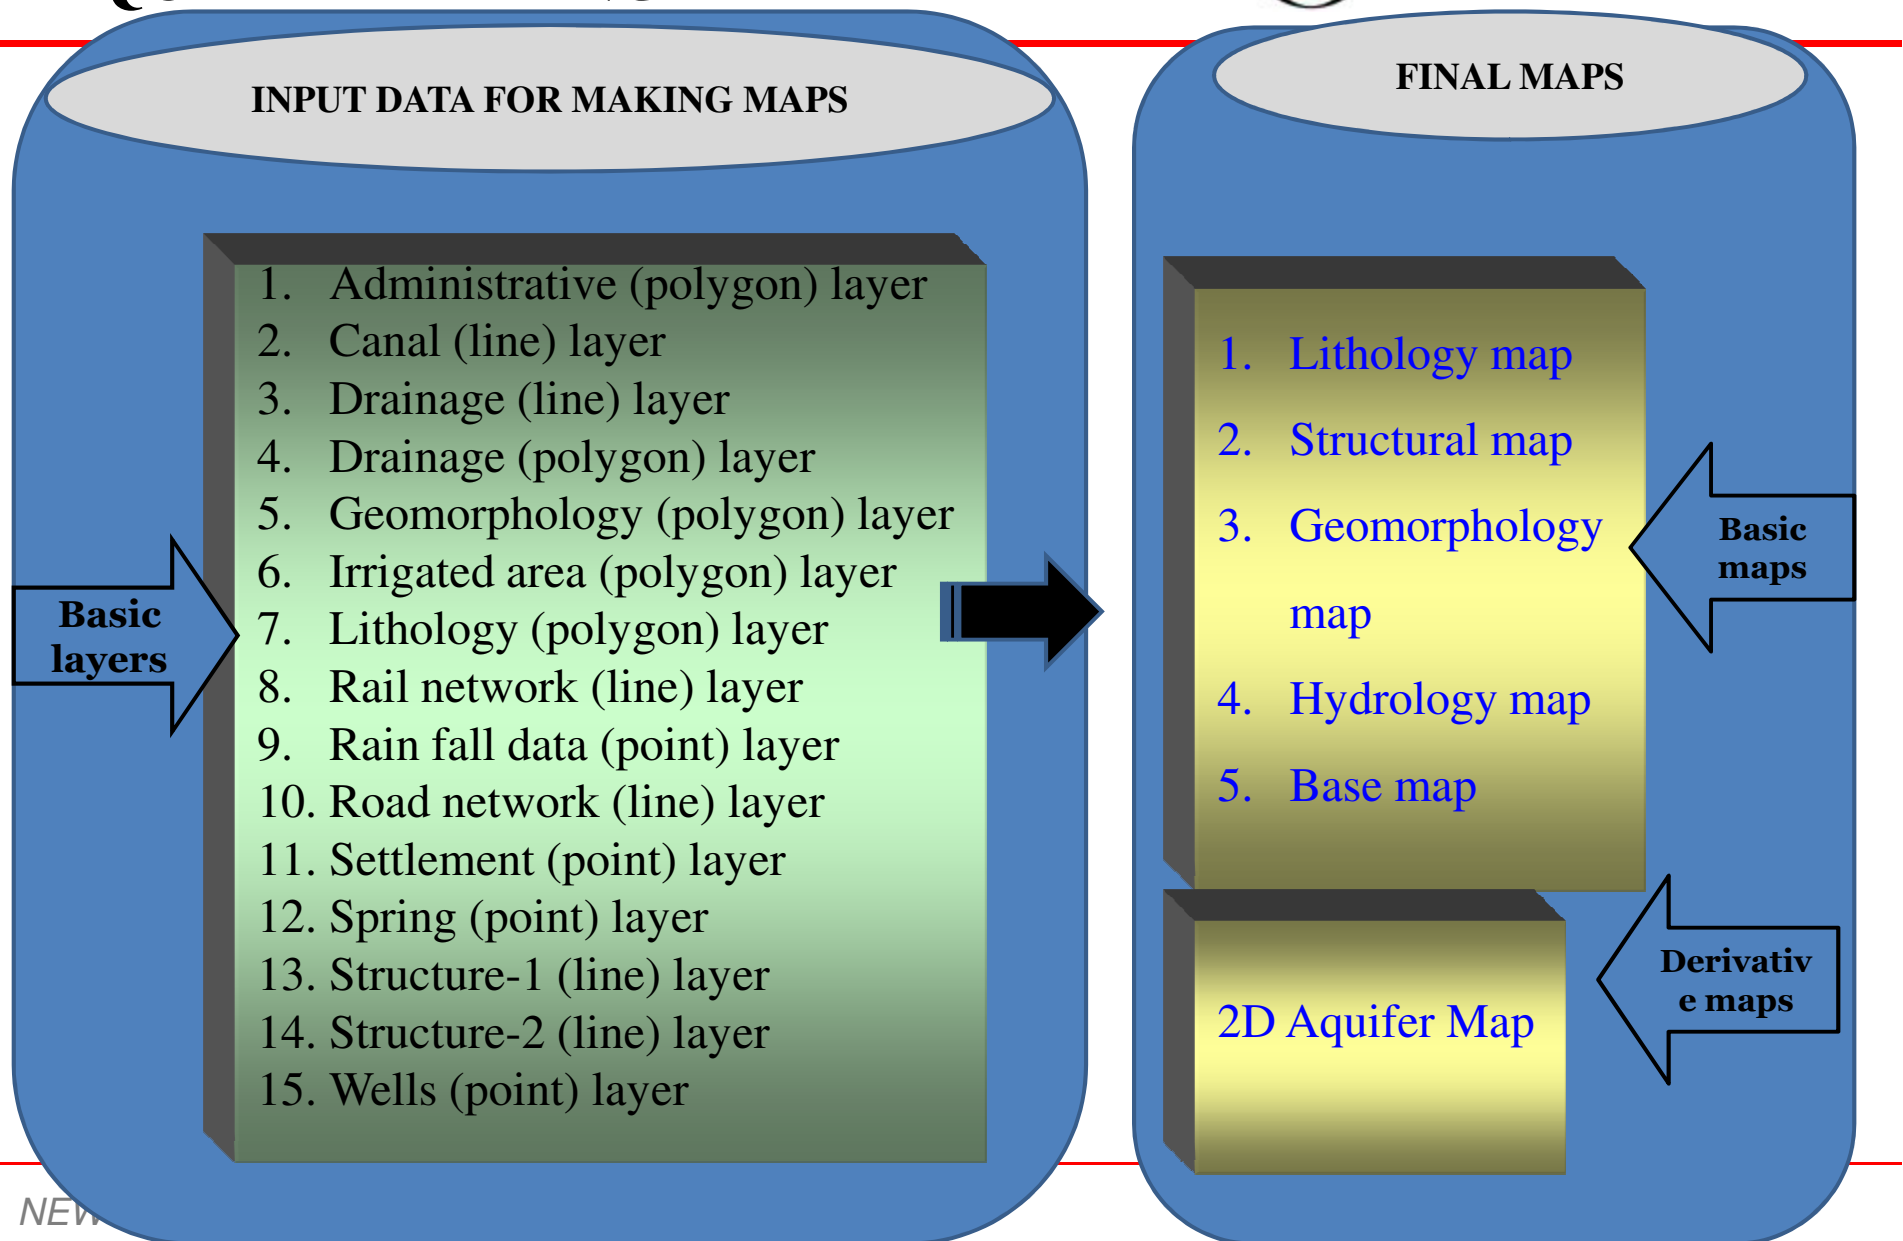 INPUT DATA FOR MAKING MAPS
1. Administrative (polygon) layer
2. Canal (line) layer
3. Drainage (line) layer
4. Drainage (polygon) layer
5. Geomorphology (polygon) layer
6. Irrigated area (polygon) layer
7. Lithology (polygon) layer
8. Rail network (line) layer
9. Rain fall data (point) layer
10. Road network (line) layer
11. Settlement (point) layer
12. Spring (point) layer
13. Structure-1 (line) layer
14. Structure-2 (line) layer
15. Wells (point) layer
Basic
layers
FINAL MAPS
1. Lithology map
2. Structural map
3. Geomorphology
map
4. Hydrology map
5. Base map
Basic
maps
2D Aquifer Map
Derivativ
e maps